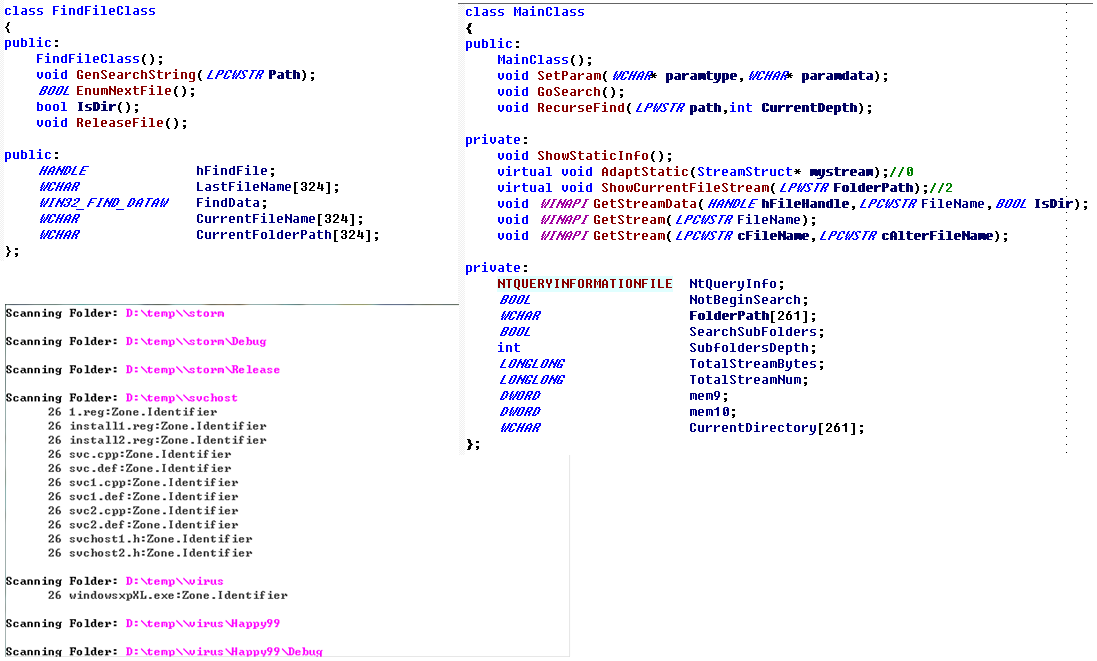 class FindFileClass
{
public:
FindFileClass();
void GenSearchString(LPCWSTR Path);
BOOL EnumNextFile();
bool IsDir();
void ReleaseFile();
public:
HANDLE hFindFile;
WCHAR LastFileName[324];
WIN32_FIND_DATAW FindData;
WCHAR CurrentFileName[324];
WCHAR CurrentFolderPath[324];
};
class MainClass
{
public:
MainClass();
void SetParam(WCHAR* paramtype,WCHAR* paramdata);
void GoSearch();
void RecurseFind(LPWSTR path,int CurrentDepth);
private:
void ShowStaticInfo();
virtual void AdaptStatic(StreamStruct* mystream);//0
virtual void ShowCurrentFileStream(LPWSTR FolderPath);//2
void WINAPI GetStreamData(HANDLE hFileHandle,LPCWSTR FileName,BOOL IsDir);
void WINAPI GetStream(LPCWSTR FileName);
void WINAPI GetStream(LPCWSTR cFileName,LPCWSTR cAlterFileName);
private:
NTQUERYINFORMATIONFILE NtQueryInfo;
BOOL NotBeginSearch;
WCHAR FolderPath[261];
BOOL SearchSubFolders;
int SubfoldersDepth;
LONGLONG TotalStreamBytes;
LONGLONG TotalStreamNum;
DWORD mem9;
DWORD mem10;
WCHAR CurrentDirectory[261];
};
Scanning Folder: D:\temp\\storm
Scanning Folder: D:\temp\\storm\Debug
Scanning Folder: D:\temp\\storm\Release
Scanning Folder: D:\temp\\svchost
26 1.reg:Zone.Identifier
26 install1.reg:Zone.Identifier
26 install2.reg:Zone.Identifier
26 svc.cpp:Zone.Identifier
26 svc.def:Zone.Identifier
26 svc1.cpp:Zone.Identifier
26 svc1.def:Zone.Identifier
26 svc2.cpp:Zone.Identifier
26 svc2.def:Zone.Identifier
26 svchost1.h:Zone.Identifier
26 svchost2.h:Zone.Identifier
Scanning Folder: D:\temp\\virus
26 windowsxpXL.exe:Zone.Identifier
Scanning Folder: D:\temp\\virus\Happy99
Scanning Folder: D:\temp\\virus\Happy99\Debug